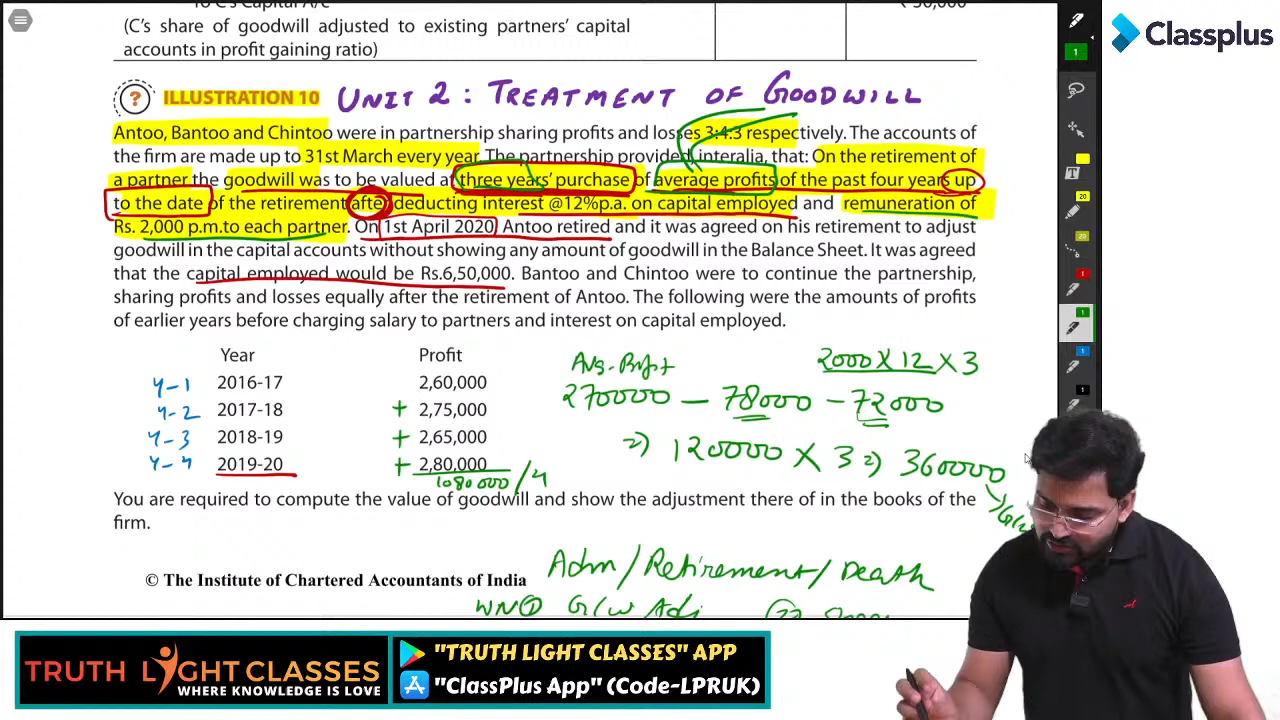 (C's share of goodwill adjusted to existing partners' capital
accounts in profit gaining ratio)
Classplus
1
ILLUSTRATION 10 UNIT 2 : TREATMENT OF GOODWILL
Antoo, Bantoo and Chintoo were in partnership sharing profits and losses 3:4:3 respectively. The accounts of
the firm are made up to 31st March every year. The partnership provided, interalia, that: On the retirement of
a partner the goodwill was to be valued at three years' purchase of average profits of the past four years up
to the date of the retirement after deducting interest @12%p.a. on capital employed and remuneration of
Rs. 2,000 p.m.to each partner. On 1st April 2020 Antoo retired and it was agreed on his retirement to adjust
goodwill in the capital accounts without showing any amount of goodwill in the Balance Sheet. It was agreed
that the capital employed would be Rs.6,50,000. Bantoo and Chintoo were to continue the partnership,
sharing profits and losses equally after the retirement of Antoo. The following were the amounts of profits
of earlier years before charging salary to partners and interest on capital employed.
Year Profit Avg. Profit 2000 X 12 X 3
Y-1 2016-17 2,60,000 270000 - 78000 - 72000
Y-2 2017-18 + 2,75,000
Y-3 2018-19 + 2,65,000 120000 X 3 360000
Y-4 2019-20 + 2,80,000
1080000/4
You are required to compute the value of goodwill and show the adjustment there of in the books of the
firm.
© The Institute of Chartered Accountants of India
Adm/Retirement/Death
WN① G/W Adj
TRUTH LIGHT CLASSES
WHERE KNOWLEDGE IS LOVE
"TRUTH LIGHT CLASSES" APP
"ClassPlus App" (Code-LPRUK)